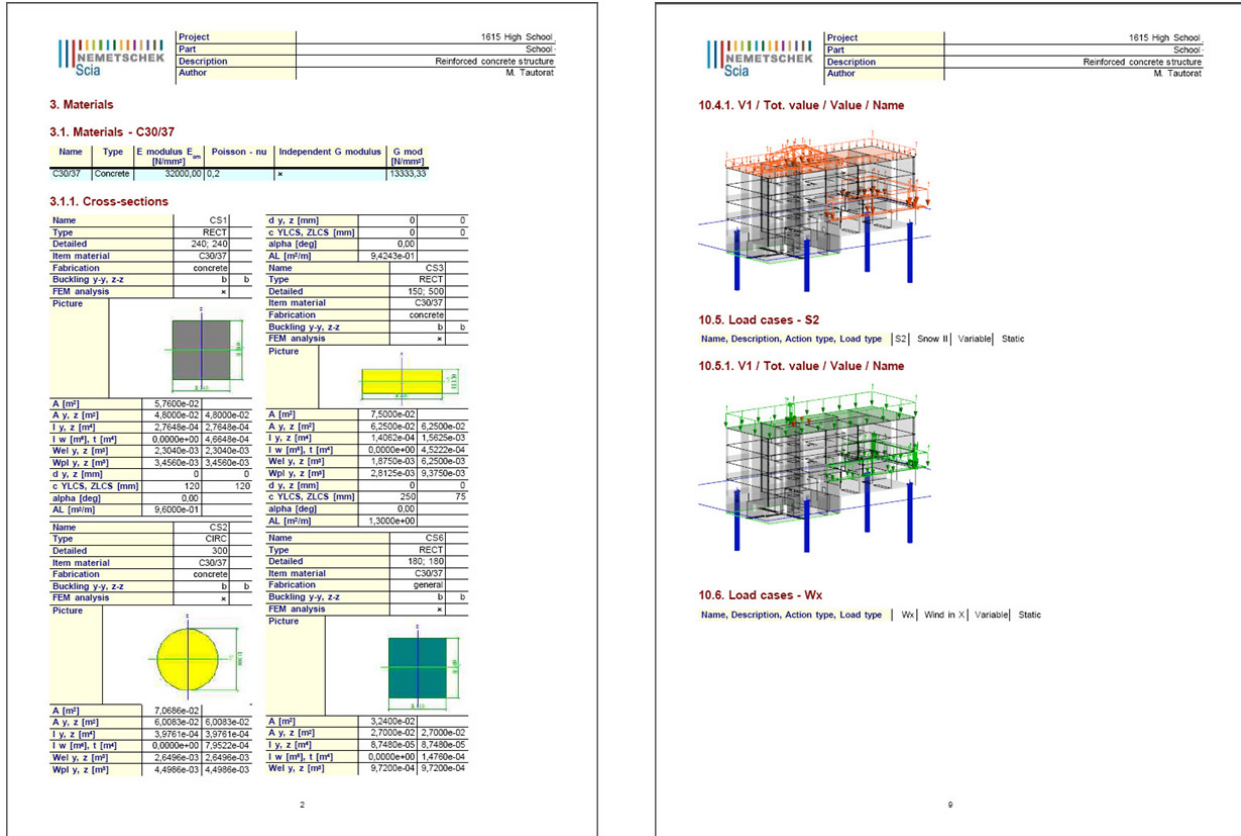 NEMETSCHEK
Scia
Project 1615 High School
Part School
Description Reinforced concrete structure
Author M. Tautorat
3. Materials
3.1. Materials - C30/37
Name Type E modulus E Poisson - nu Independent G modulus G mod
[N/mm²] [N/mm²]
C30/37 Concrete 32000,00 0,2 × 13333,33
3.1.1. Cross-sections
Name CS1
Type RECT
Detailed 240; 240
Item material C30/37
Fabrication concrete
Buckling y-y, z-z b b
FEM analysis ×
Picture
A [m²] 5,7600e-02
A y, z [m²] 4,8000e-02 4,8000e-02
I y, z [m⁴] 2,7648e-04 2,7648e-04
I w [m⁶], t [m⁴] 0,0000e+00 4,6648e-04
Wel y, z [m³] 2,3040e-03 2,3040e-03
Wpl y, z [m³] 3,4560e-03 3,4560e-03
d y, z [mm] 0 0
c YLCS, ZLCS [mm] 120 120
alpha [deg] 0,00
AL [m²/m] 9,6000e-01
Name CS2
Type CIRC
Detailed 300
Item material C30/37
Fabrication concrete
Buckling y-y, z-z b b
FEM analysis ×
Picture
A [m²] 7,0686e-02
A y, z [m²] 6,0083e-02 6,0083e-02
I y, z [m⁴] 3,9761e-04 3,9761e-04
I w [m⁶], t [m⁴] 0,0000e+00 7,9522e-04
Wel y, z [m³] 2,6496e-03 2,6496e-03
Wpl y, z [m³] 4,4986e-03 4,4986e-03
d y, z [mm] 0 0
c YLCS, ZLCS [mm] 0 0
alpha [deg] 0,00
AL [m²/m] 9,4243e-01
Name CS3
Type RECT
Detailed 150; 500
Item material C30/37
Fabrication concrete
Buckling y-y, z-z b b
FEM analysis ×
Picture
A [m²] 7,5000e-02
A y, z [m²] 6,2500e-02 6,2500e-02
I y, z [m⁴] 1,4062e-04 1,5625e-03
I w [m⁶], t [m⁴] 0,0000e+00 4,5222e-04
Wel y, z [m³] 1,8750e-03 6,2500e-03
Wpl y, z [m³] 2,8125e-03 9,3750e-03
d y, z [mm] 0 0
c YLCS, ZLCS [mm] 250 75
alpha [deg] 0,00
AL [m²/m] 1,3000e+00
Name CS6
Type RECT
Detailed 180; 180
Item material C30/37
Fabrication general
Buckling y-y, z-z b b
FEM analysis ×
Picture
A [m²] 3,2400e-02
A y, z [m²] 2,7000e-02 2,7000e-02
I y, z [m⁴] 8,7480e-05 8,7480e-05
I w [m⁶], t [m⁴] 0,0000e+00 1,4760e-04
Wel y, z [m³] 9,7200e-04 9,7200e-04
2
NEMETSCHEK
Scia
Project 1615 High School
Part School
Description Reinforced concrete structure
Author M. Tautorat
10.4.1. V1 / Tot. value / Value / Name
10.5. Load cases - S2
Name, Description, Action type, Load type S2 Snow II Variable Static
10.5.1. V1 / Tot. value / Value / Name
10.6. Load cases - Wx
Name, Description, Action type, Load type Wx Wind in X Variable Static
9